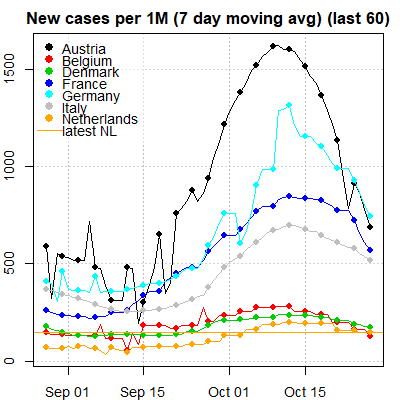 New cases per 1M (7 day moving avg) (last 60)
Austria
Belgium
Denmark
France
Germany
Italy
Netherlands
latest NL
1500
1000
500
0
Sep 01 Sep 15 Oct 01 Oct 15